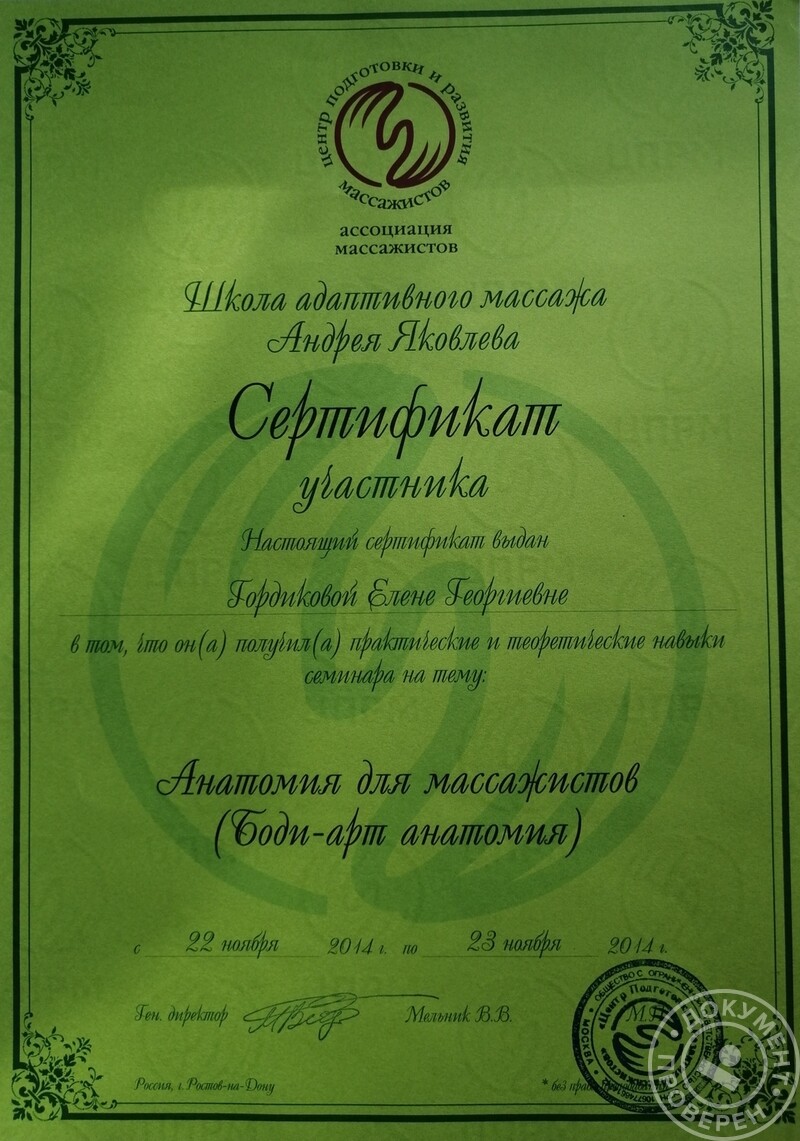 центр подготовки и развития
массажистов
ассоциация
массажистов
Школа адаптивного массажа
Андрея Яковлева
Сертификат
участника
Настоящий сертификат выдан
Гордиковой Елене Георгиевне
в том, что он(а) получил(а) практические и теоретические навыки
семинара на тему:
Анатомия для массажистов
(Боди-арт анатомия)
с 22 ноября 2014 г. по 23 ноября 2014 г.
Ген. директор Мельник В.В. М.П.
Россия, г. Ростов-на-Дону
* без права
ДОКУМЕНТ
ПРОВЕРЕН